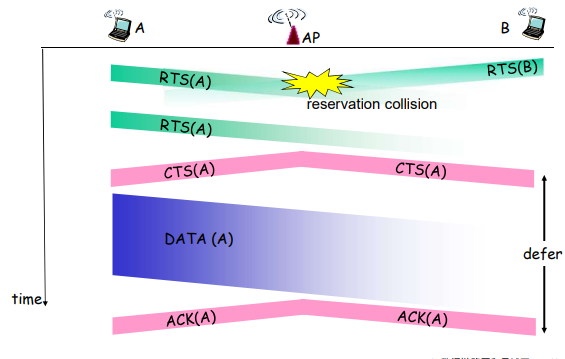 A
AP
B
RTS(A)
RTS(B)
reservation collision
RTS(A)
CTS(A)
CTS(A)
DATA (A)
defer
time
ACK(A)
ACK(A)